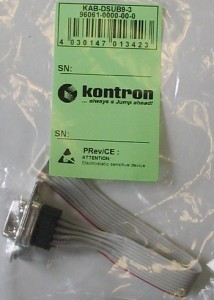 KAB-DSUB9-3
96061-0000-00-0
4 030147 013423
SN:
kontron
... always a Jump ahead!
SN:
PRev/CE :
ATTENTION
Electrostatic sensitive device